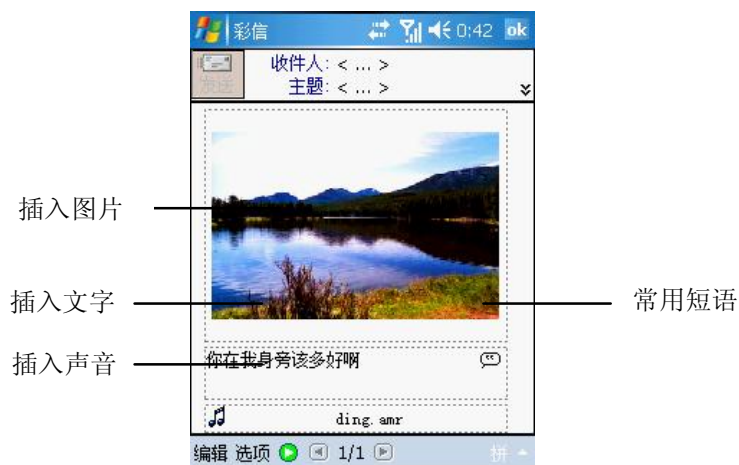 彩信 0:42 ok
收件人: < ... >
发送
主题: < ... >
插入图片
插入文字
常用短语
插入声音
你在我身旁该多好啊
ding.amr
编辑 选项 1/1 拼